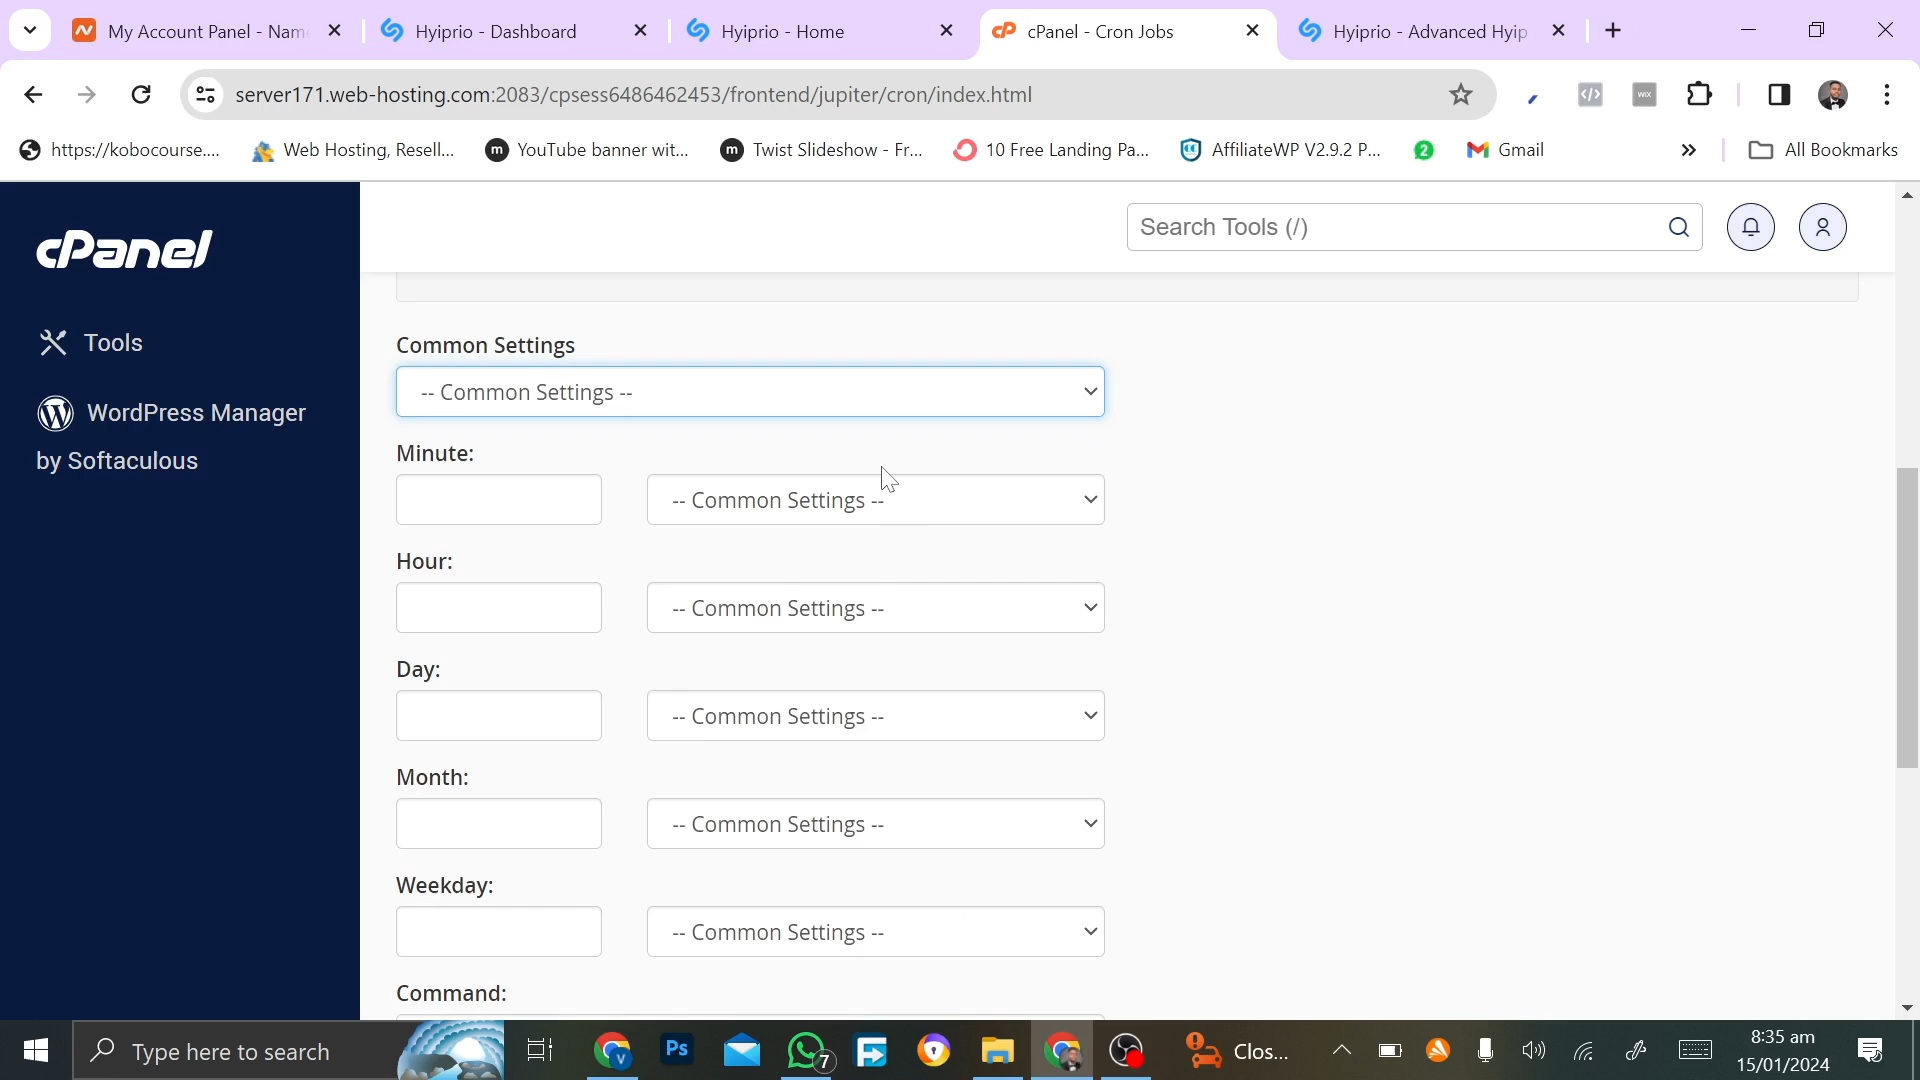 My Account Panel - Nam
Hyiprio - Dashboard
Hyiprio - Home
cPanel - Cron Jobs
Hyiprio - Advanced Hyip
server171.web-hosting.com:2083/cpsess6486462453/frontend/jupiter/cron/index.html
https://kobocourse....
Web Hosting, Resell...
YouTube banner wit...
Twist Slideshow - Fr...
10 Free Landing Pa...
AffiliateWP V2.9.2 P...
2
Gmail
All Bookmarks
cPanel
Search Tools (/)
Tools
WordPress Manager
by Softaculous
Common Settings
-- Common Settings --
Minute:
-- Common Settings --
Hour:
-- Common Settings --
Day:
-- Common Settings --
Month:
-- Common Settings --
Weekday:
-- Common Settings --
Command:
Type here to search
Ps
7
Clos...
8:35 am
15/01/2024